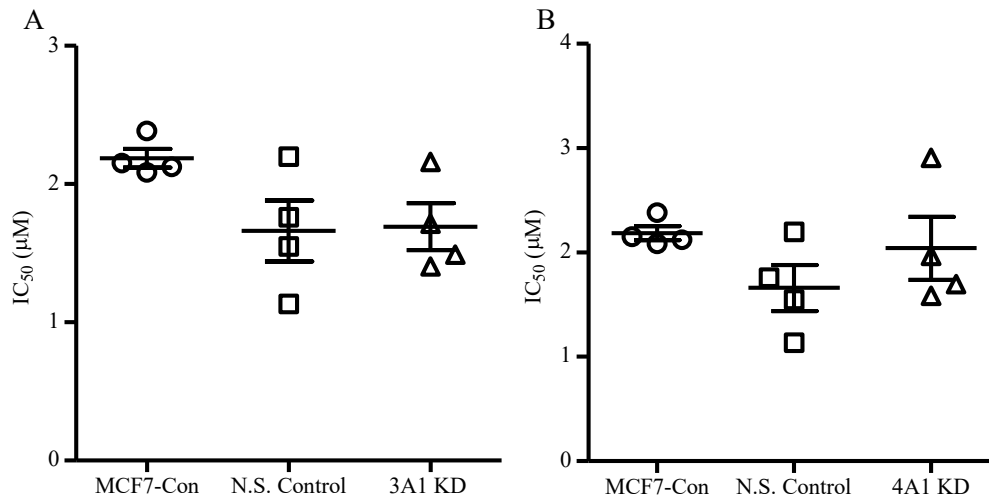 A
IC50 (µM)
3
2
1
0
MCF7-Con N.S. Control 3A1 KD
B
IC50 (µM)
4
3
2
1
0
MCF7-Con N.S. Control 4A1 KD